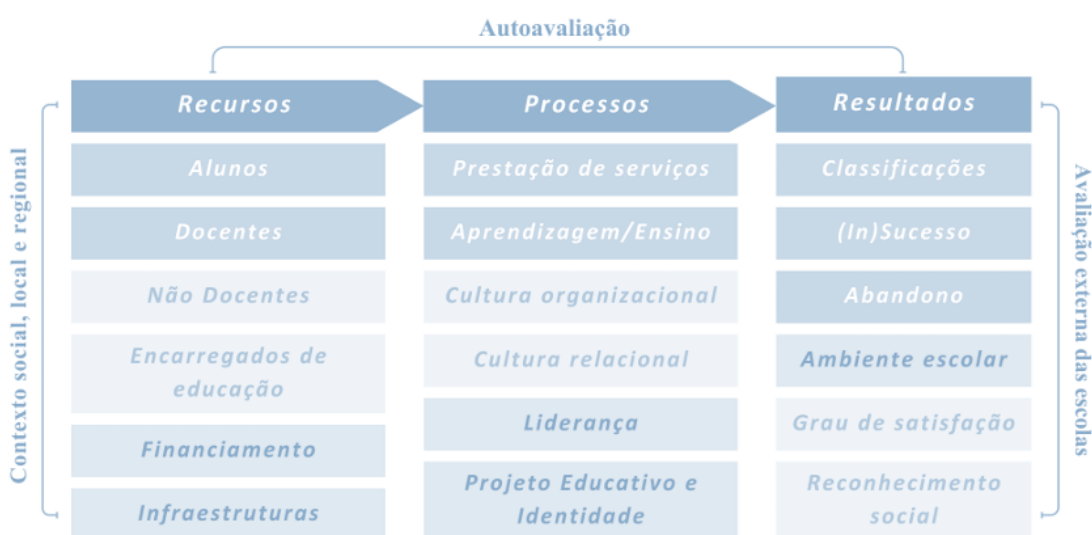 Autoavaliação
Contexto social, local e regional
Recursos
Alunos
Docentes
Não Docentes
Encarregados de
educação
Financiamento
Infraestruturas
Processos
Prestação de serviços
Aprendizagem/Ensino
Cultura organizacional
Cultura relacional
Liderança
Projeto Educativo e
Identidade
Resultados
Classificações
(In)Sucesso
Abandono
Ambiente escolar
Grau de satisfação
Reconhecimento
social
Avaliação externa das escolas